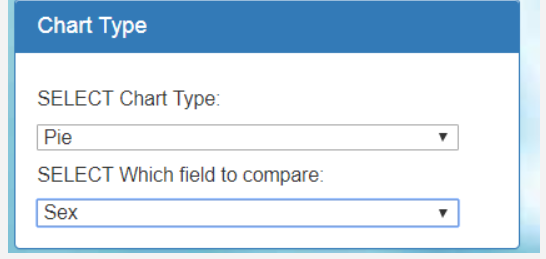 Chart Type
SELECT Chart Type:
Pie
SELECT Which field to compare:
Sex